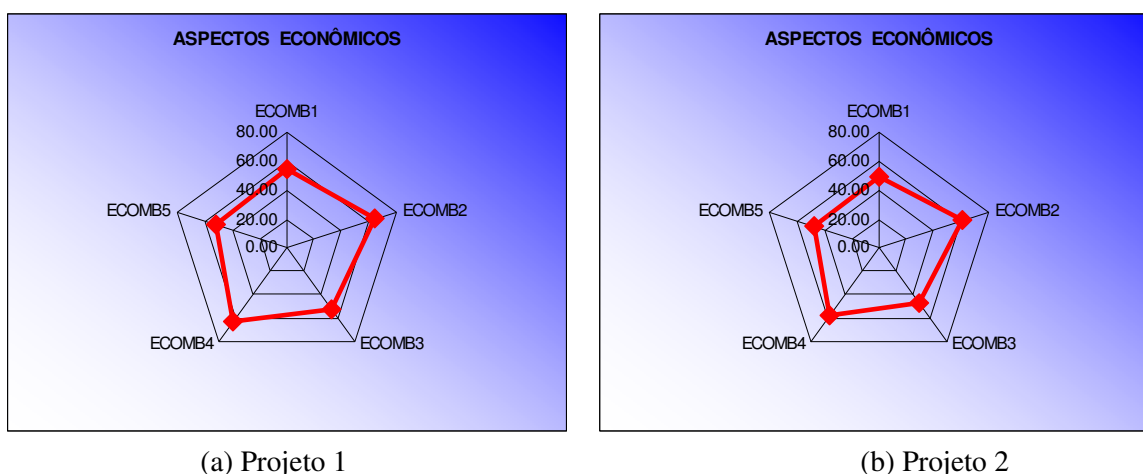 ASPECTOS ECONÔMICOS
ECOMB1
80.00
60.00
40.00
20.00
0.00
ECOMB5
ECOMB2
ECOMB4
ECOMB3
(a) Projeto 1
ASPECTOS ECONÔMICOS
ECOMB1
80.00
60.00
40.00
20.00
0.00
ECOMB5
ECOMB2
ECOMB4
ECOMB3
(b) Projeto 2